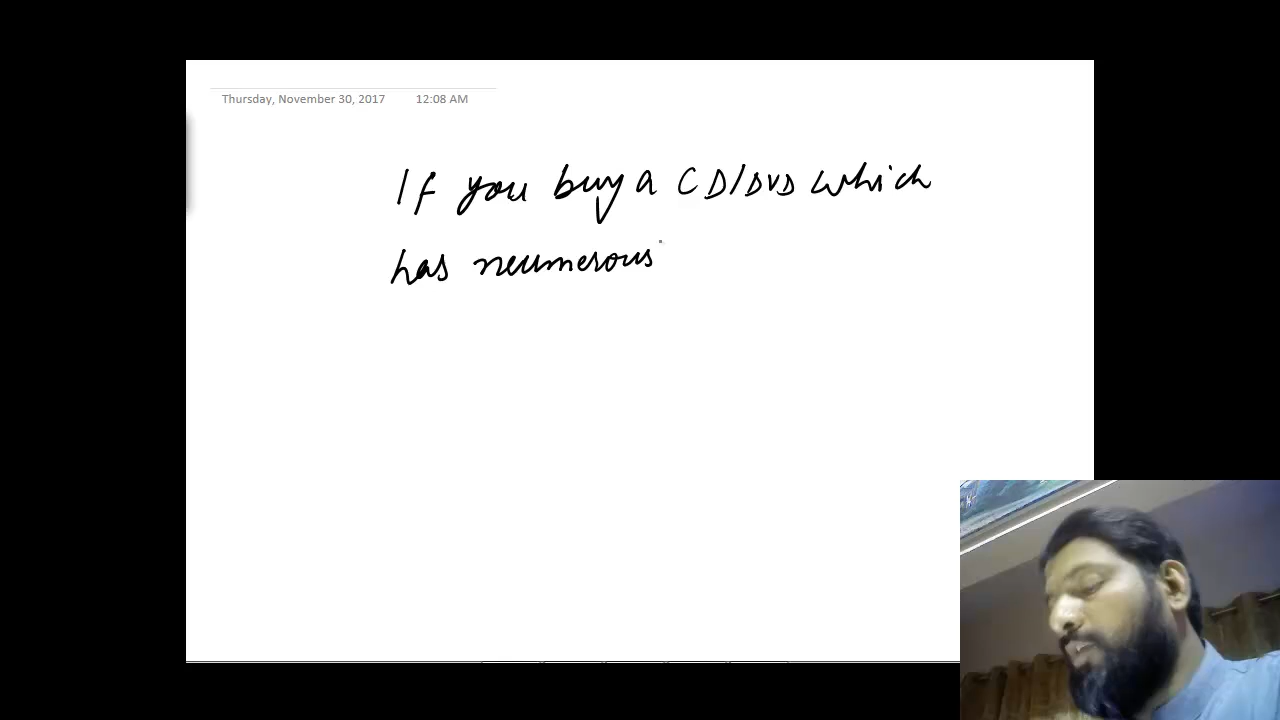 Thursday, November 30, 2017 12:08 AM
If you buy a CD/DVD which
has neumerous